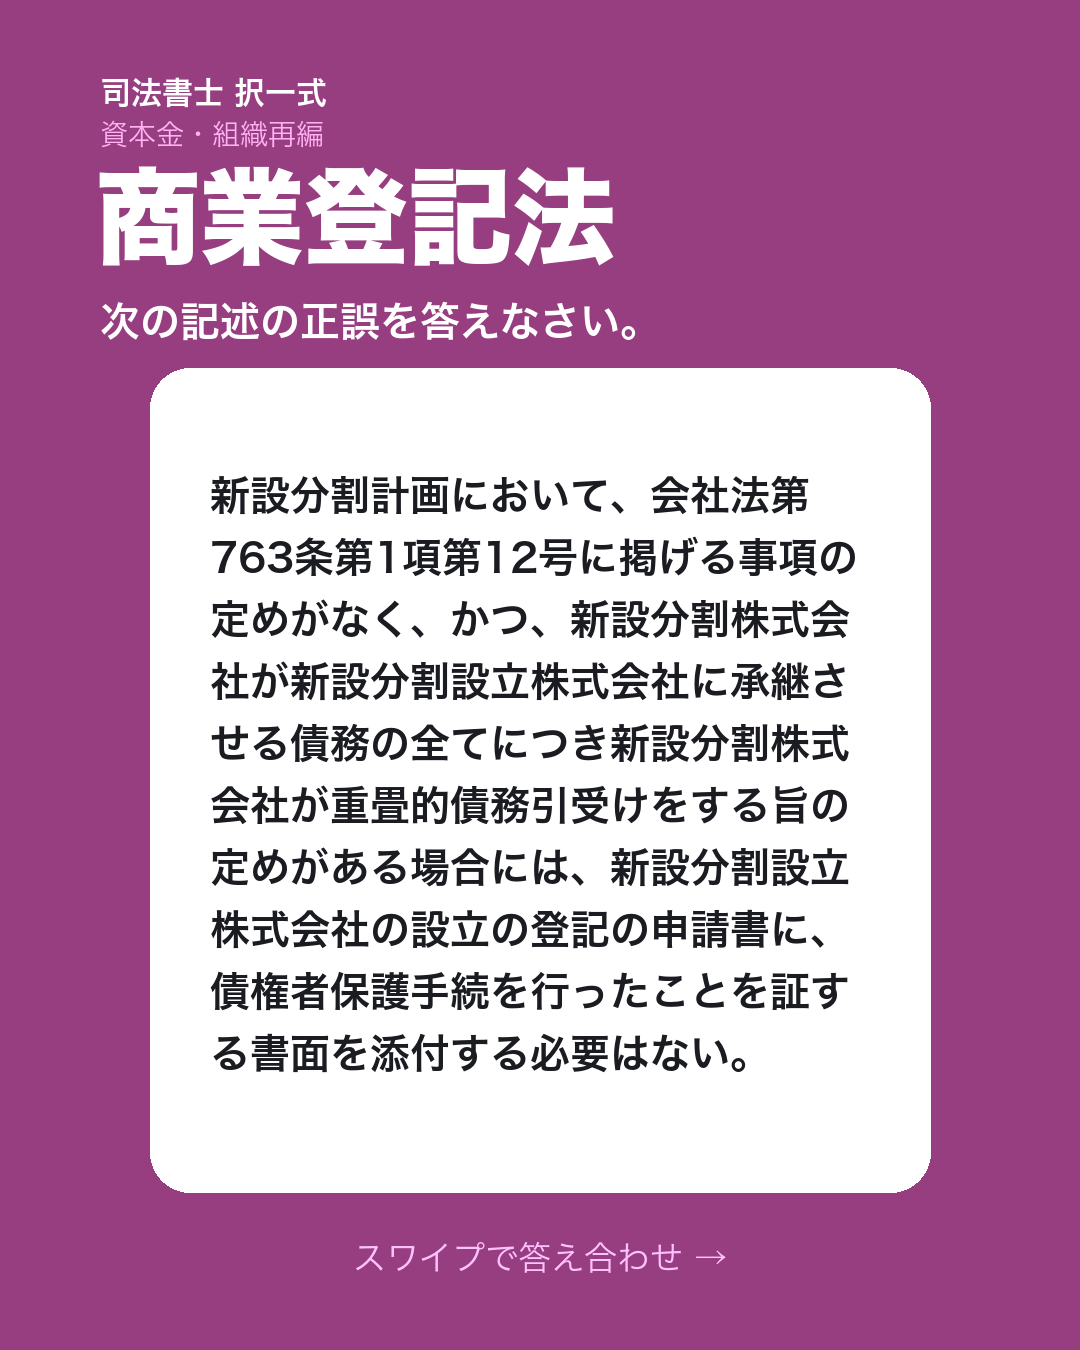 司法書士 択一式
資本金・組織再編
商業登記法
次の記述の正誤を答えなさい。
新設分割計画において、会社法第
763条第1項第12号に掲げる事項の
定めがなく、かつ、新設分割株式会
社が新設分割設立株式会社に承継さ
せる債務の全てにつき新設分割株式
会社が重畳的債務引受けをする旨の
定めがある場合には、新設分割設立
株式会社の設立の登記の申請書に、
債権者保護手続を行ったことを証す
る書面を添付する必要はない。
スワイプで答え合わせ →